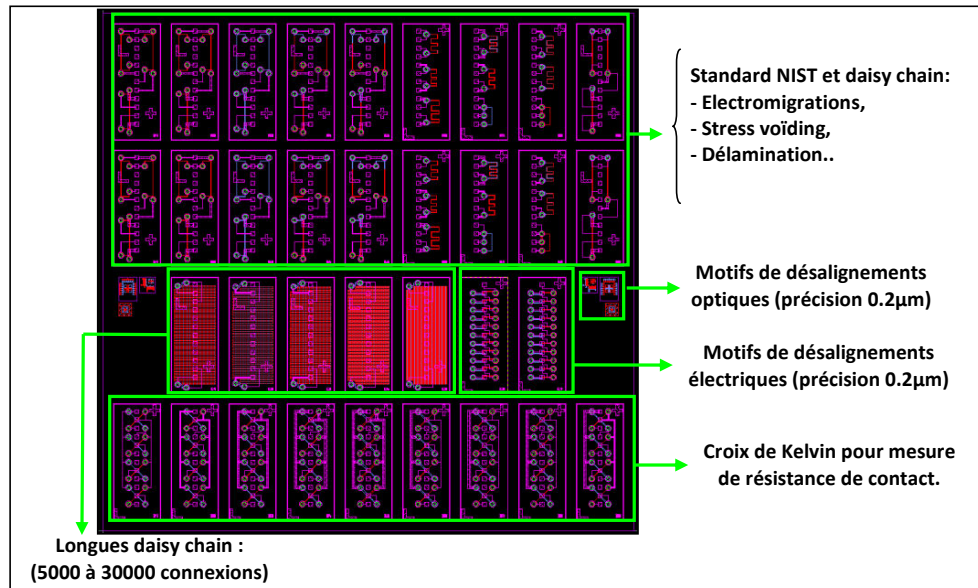 Standard NIST et daisy chain:
- Electromigrations,
- Stress voïding,
- Délamination..
Motifs de désalignements
optiques (précision 0.2µm)
Motifs de désalignements
électriques (précision 0.2µm)
Croix de Kelvin pour mesure
de résistance de contact.
Longues daisy chain :
(5000 à 30000 connexions)